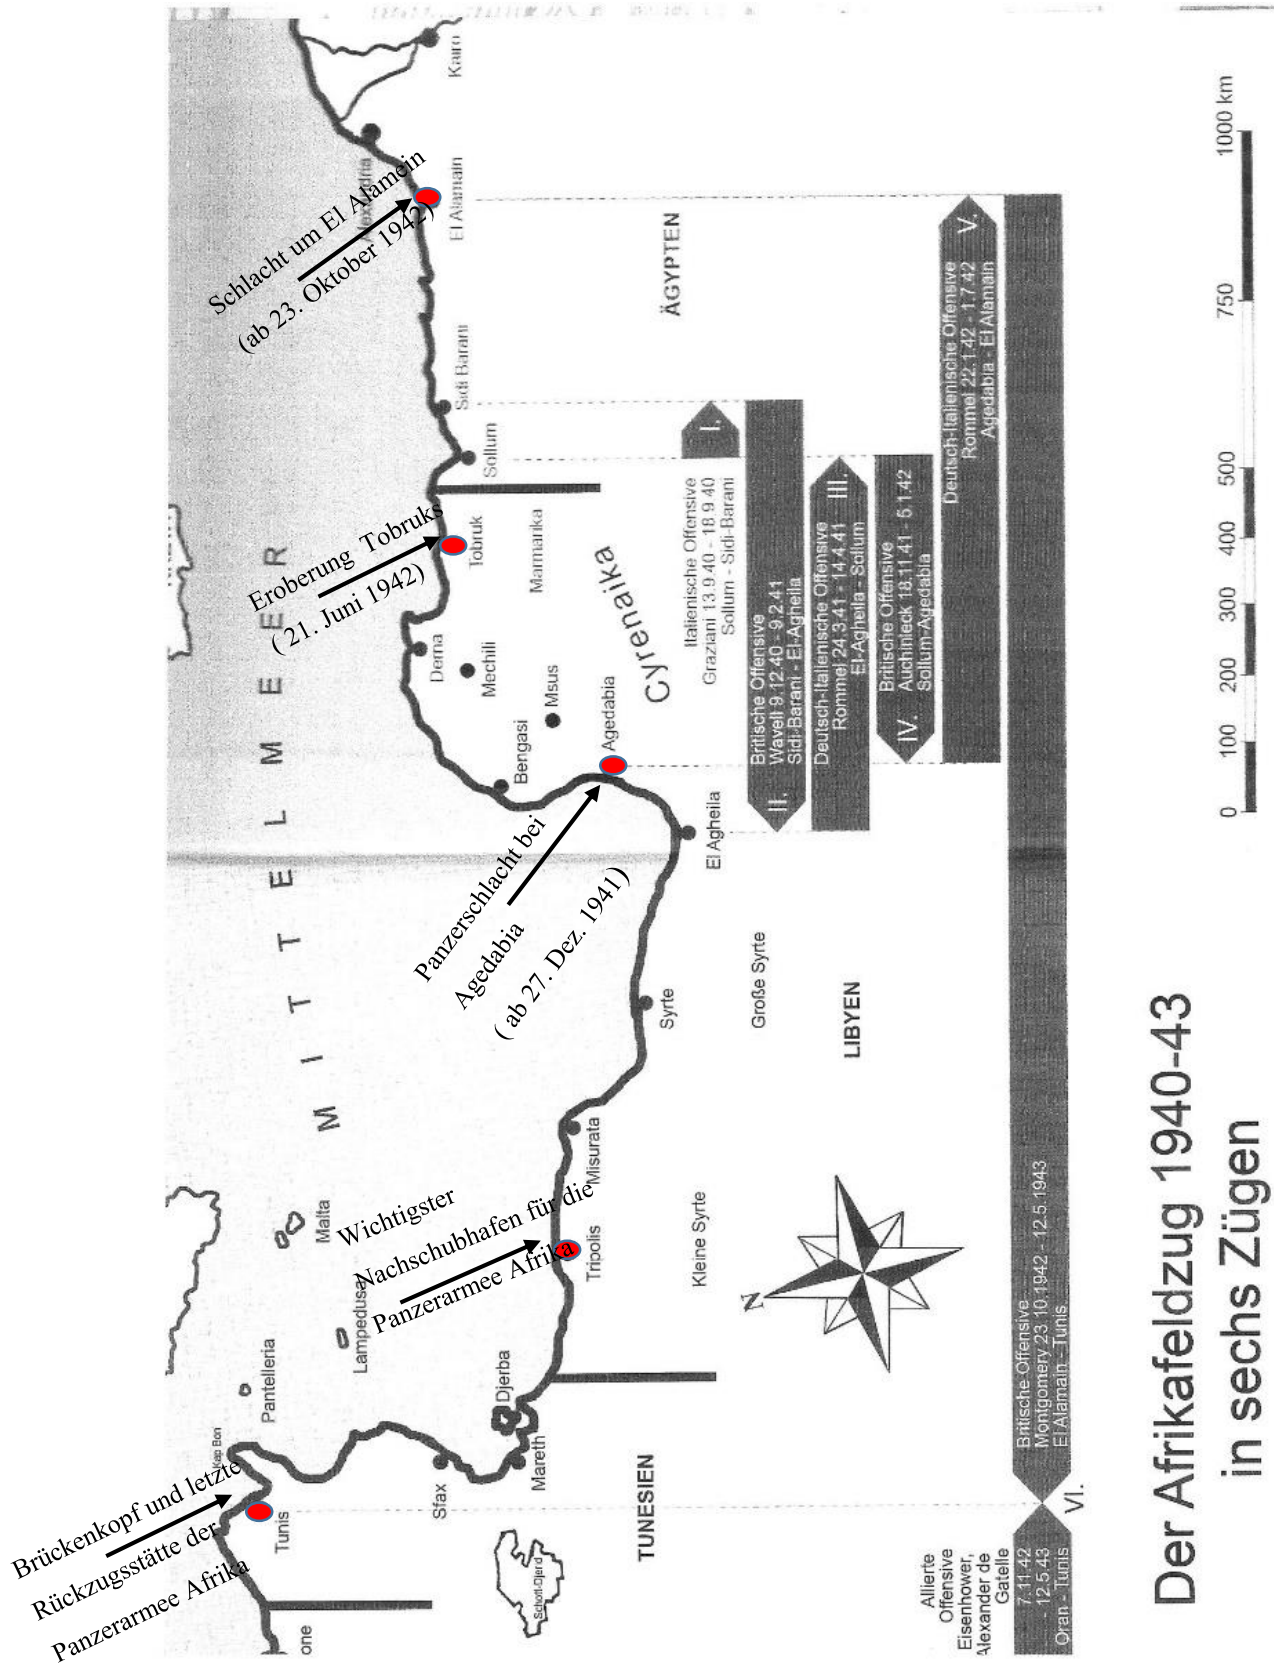 Brückenkopf und letzte
Rückzugsstätte der
Panzerarmee Afrika
Wichtigster
Nachschubhafen für die
Panzerarmee Afrika
Panzerschlacht bei
Agedabia
( ab 27. Dez. 1941)
Eroberung Tobruks
( 21. Juni 1942)
Schlacht um El Alamein
(ab 23. Oktober 1942)
MITTELMEER
Kap Bon
Pantelleria
Lampedusa
Malta
one
Tunis
Sfax
Djerba
Mareth
Schott-Djerid
TUNESIEN
Tripolis
Misurata
Kleine Syrte
Syrte
Große Syrte
LIBYEN
El Agheila
Agedabia
Bengasi
Msus
Mechili
Derna
Cyrenaika
Marmarika
Tobruk
Sollum
Sidi Barani
El Alamain
Alexandria
Kairo
ÄGYPTEN
N
Italienische Offensive
Graziani 13.9.40 - 18.9.40
Sollum - Sidi-Barani
I.
Britische Offensive
Wavell 9.12.40 - 9.2.41
Sidi-Barani - El-Agheila
II.
Deutsch-Italienische Offensive
Rommel 24.3.41 - 14.4.41
El-Agheila - Sollum
III.
Britische Offensive
Auchinleck 18.11.41 - 5.1.42
Sollum-Agedabia
IV.
Deutsch-Italienische Offensive
Rommel 22.1.42 - 1.7.42
Agedabia - El Alamain
V.
Britische Offensive
Montgomery 23.10.1942 - 12.5.1943
El Alamain - Tunis
VI.
Allierte
Offensive
Eisenhower,
Alexander de
Gatelle
7.11.42
- 12.5.43
Oran - Tunis
0 100 200 300 400 500 750 1000 km
Der Afrikafeldzug 1940-43
in sechs Zügen